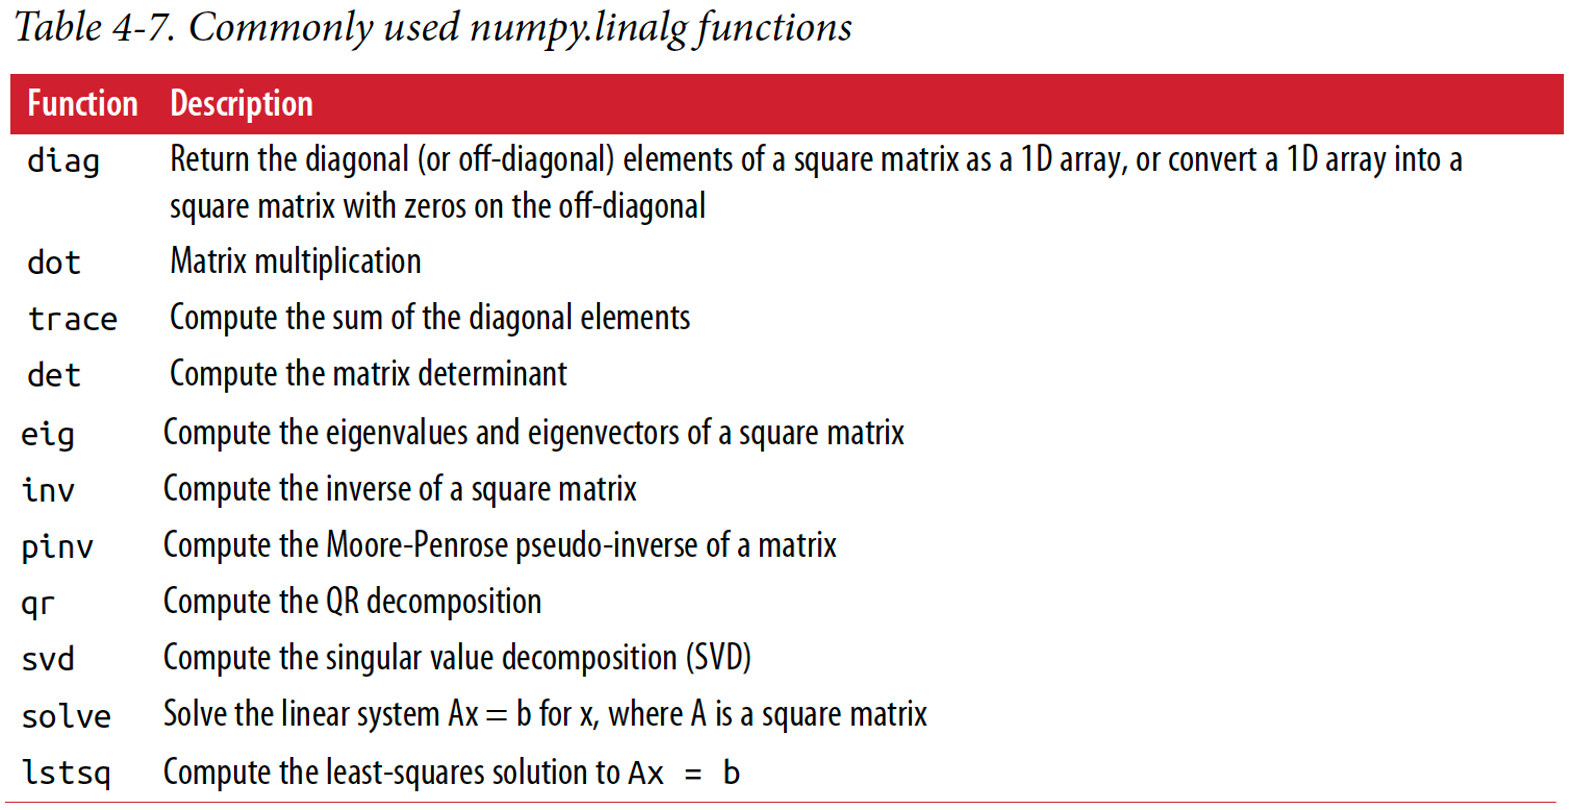 Table 4-7. Commonly used numpy.linalg functions
Function Description
diag Return the diagonal (or off-diagonal) elements of a square matrix as a 1D array, or convert a 1D array into a
square matrix with zeros on the off-diagonal
dot Matrix multiplication
trace Compute the sum of the diagonal elements
det Compute the matrix determinant
eig Compute the eigenvalues and eigenvectors of a square matrix
inv Compute the inverse of a square matrix
pinv Compute the Moore-Penrose pseudo-inverse of a matrix
qr Compute the QR decomposition
svd Compute the singular value decomposition (SVD)
solve Solve the linear system Ax = b for x, where A is a square matrix
lstsq Compute the least-squares solution to Ax = b